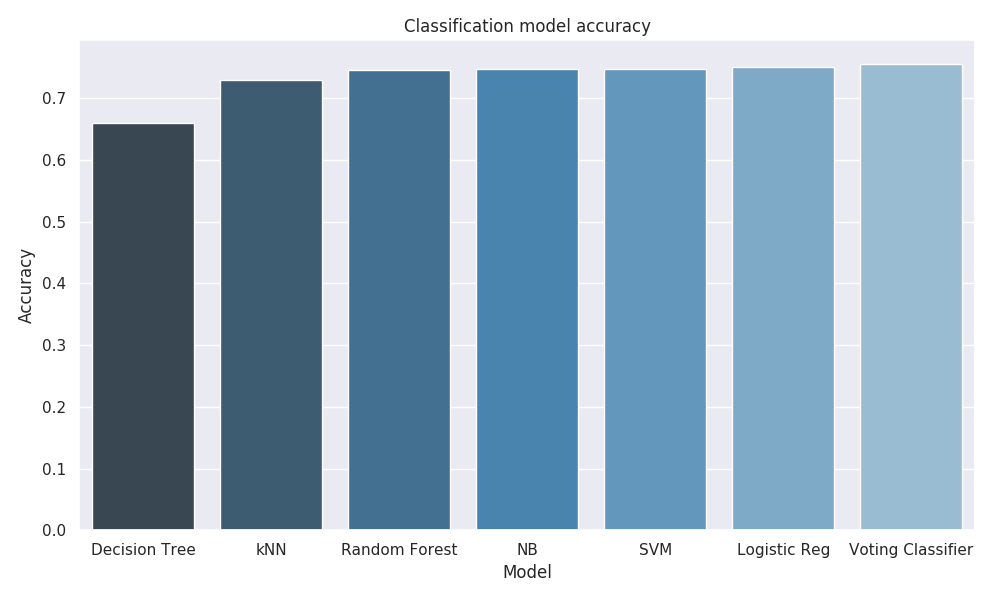 Classification model accuracy
Accuracy
0.7
0.6
0.5
0.4
0.3
0.2
0.1
0.0
Decision Tree kNN Random Forest NB SVM Logistic Reg Voting Classifier
Model